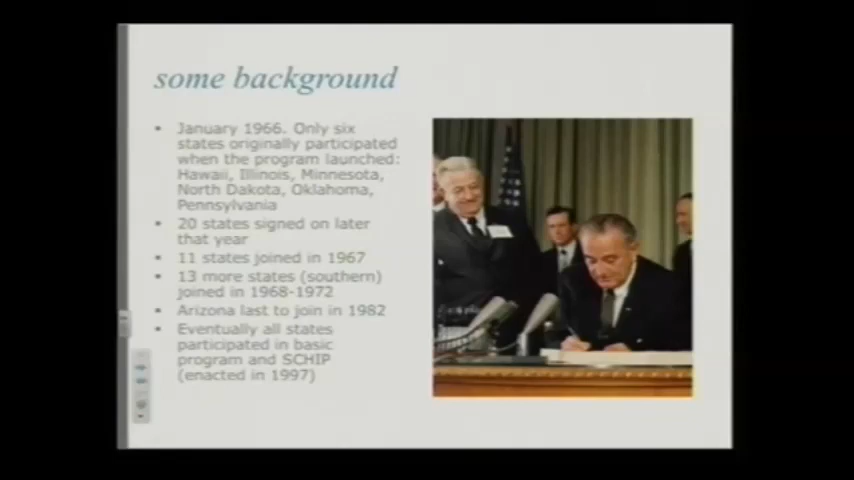 some background
January 1966. Only six
states originally participated
when the program launched:
Hawaii, Illinois, Minnesota,
North Dakota, Oklahoma,
Pennsylvania
20 states signed on later
that year
11 states joined in 1967
13 more states (southern)
joined in 1968-1972
Arizona last to join in 1982
Eventually all states
participated in basic
program and SCHIP
(enacted in 1997)